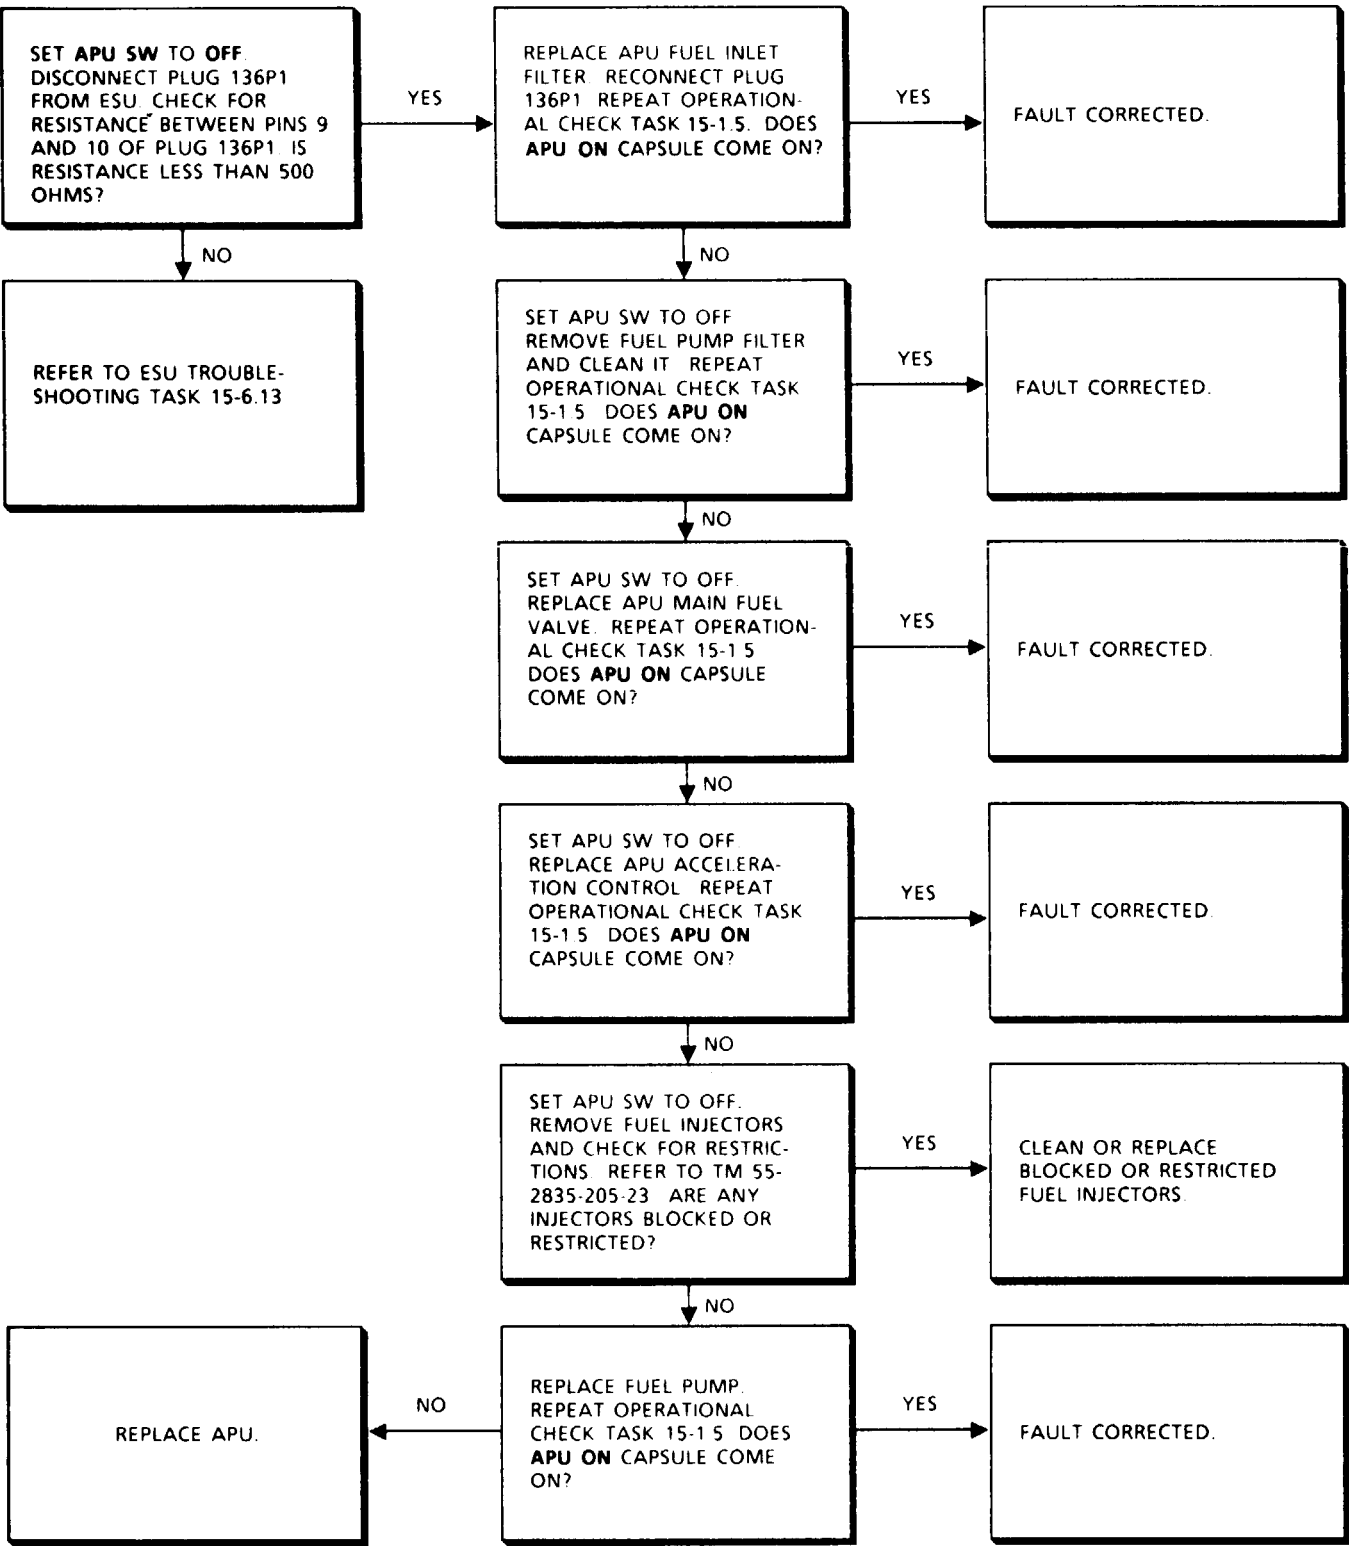 SET APU SW TO OFF.
DISCONNECT PLUG 136P1
FROM ESU. CHECK FOR
RESISTANCE BETWEEN PINS 9
AND 10 OF PLUG 136P1. IS
RESISTANCE LESS THAN 500
OHMS?
YES
REPLACE APU FUEL INLET
FILTER. RECONNECT PLUG
136P1. REPEAT OPERATION-
AL CHECK TASK 15-1.5. DOES
APU ON CAPSULE COME ON?
YES
FAULT CORRECTED.
NO
NO
REFER TO ESU TROUBLE-
SHOOTING TASK 15-6.13
SET APU SW TO OFF
REMOVE FUEL PUMP FILTER
AND CLEAN IT REPEAT
OPERATIONAL CHECK TASK
15-1 5 DOES APU ON
CAPSULE COME ON?
YES
FAULT CORRECTED.
NO
SET APU SW TO OFF.
REPLACE APU MAIN FUEL
VALVE. REPEAT OPERATION-
AL CHECK TASK 15-1 5
DOES APU ON CAPSULE
COME ON?
YES
FAULT CORRECTED.
NO
SET APU SW TO OFF.
REPLACE APU ACCELERA-
TION CONTROL REPEAT
OPERATIONAL CHECK TASK
15-1 5 DOES APU ON
CAPSULE COME ON?
YES
FAULT CORRECTED.
NO
SET APU SW TO OFF.
REMOVE FUEL INJECTORS
AND CHECK FOR RESTRIC-
TIONS. REFER TO TM 55-
2835-205-23 ARE ANY
INJECTORS BLOCKED OR
RESTRICTED?
YES
CLEAN OR REPLACE
BLOCKED OR RESTRICTED
FUEL INJECTORS.
NO
REPLACE APU.
NO
REPLACE FUEL PUMP.
REPEAT OPERATIONAL
CHECK TASK 15-1 5 DOES
APU ON CAPSULE COME
ON?
YES
FAULT CORRECTED.